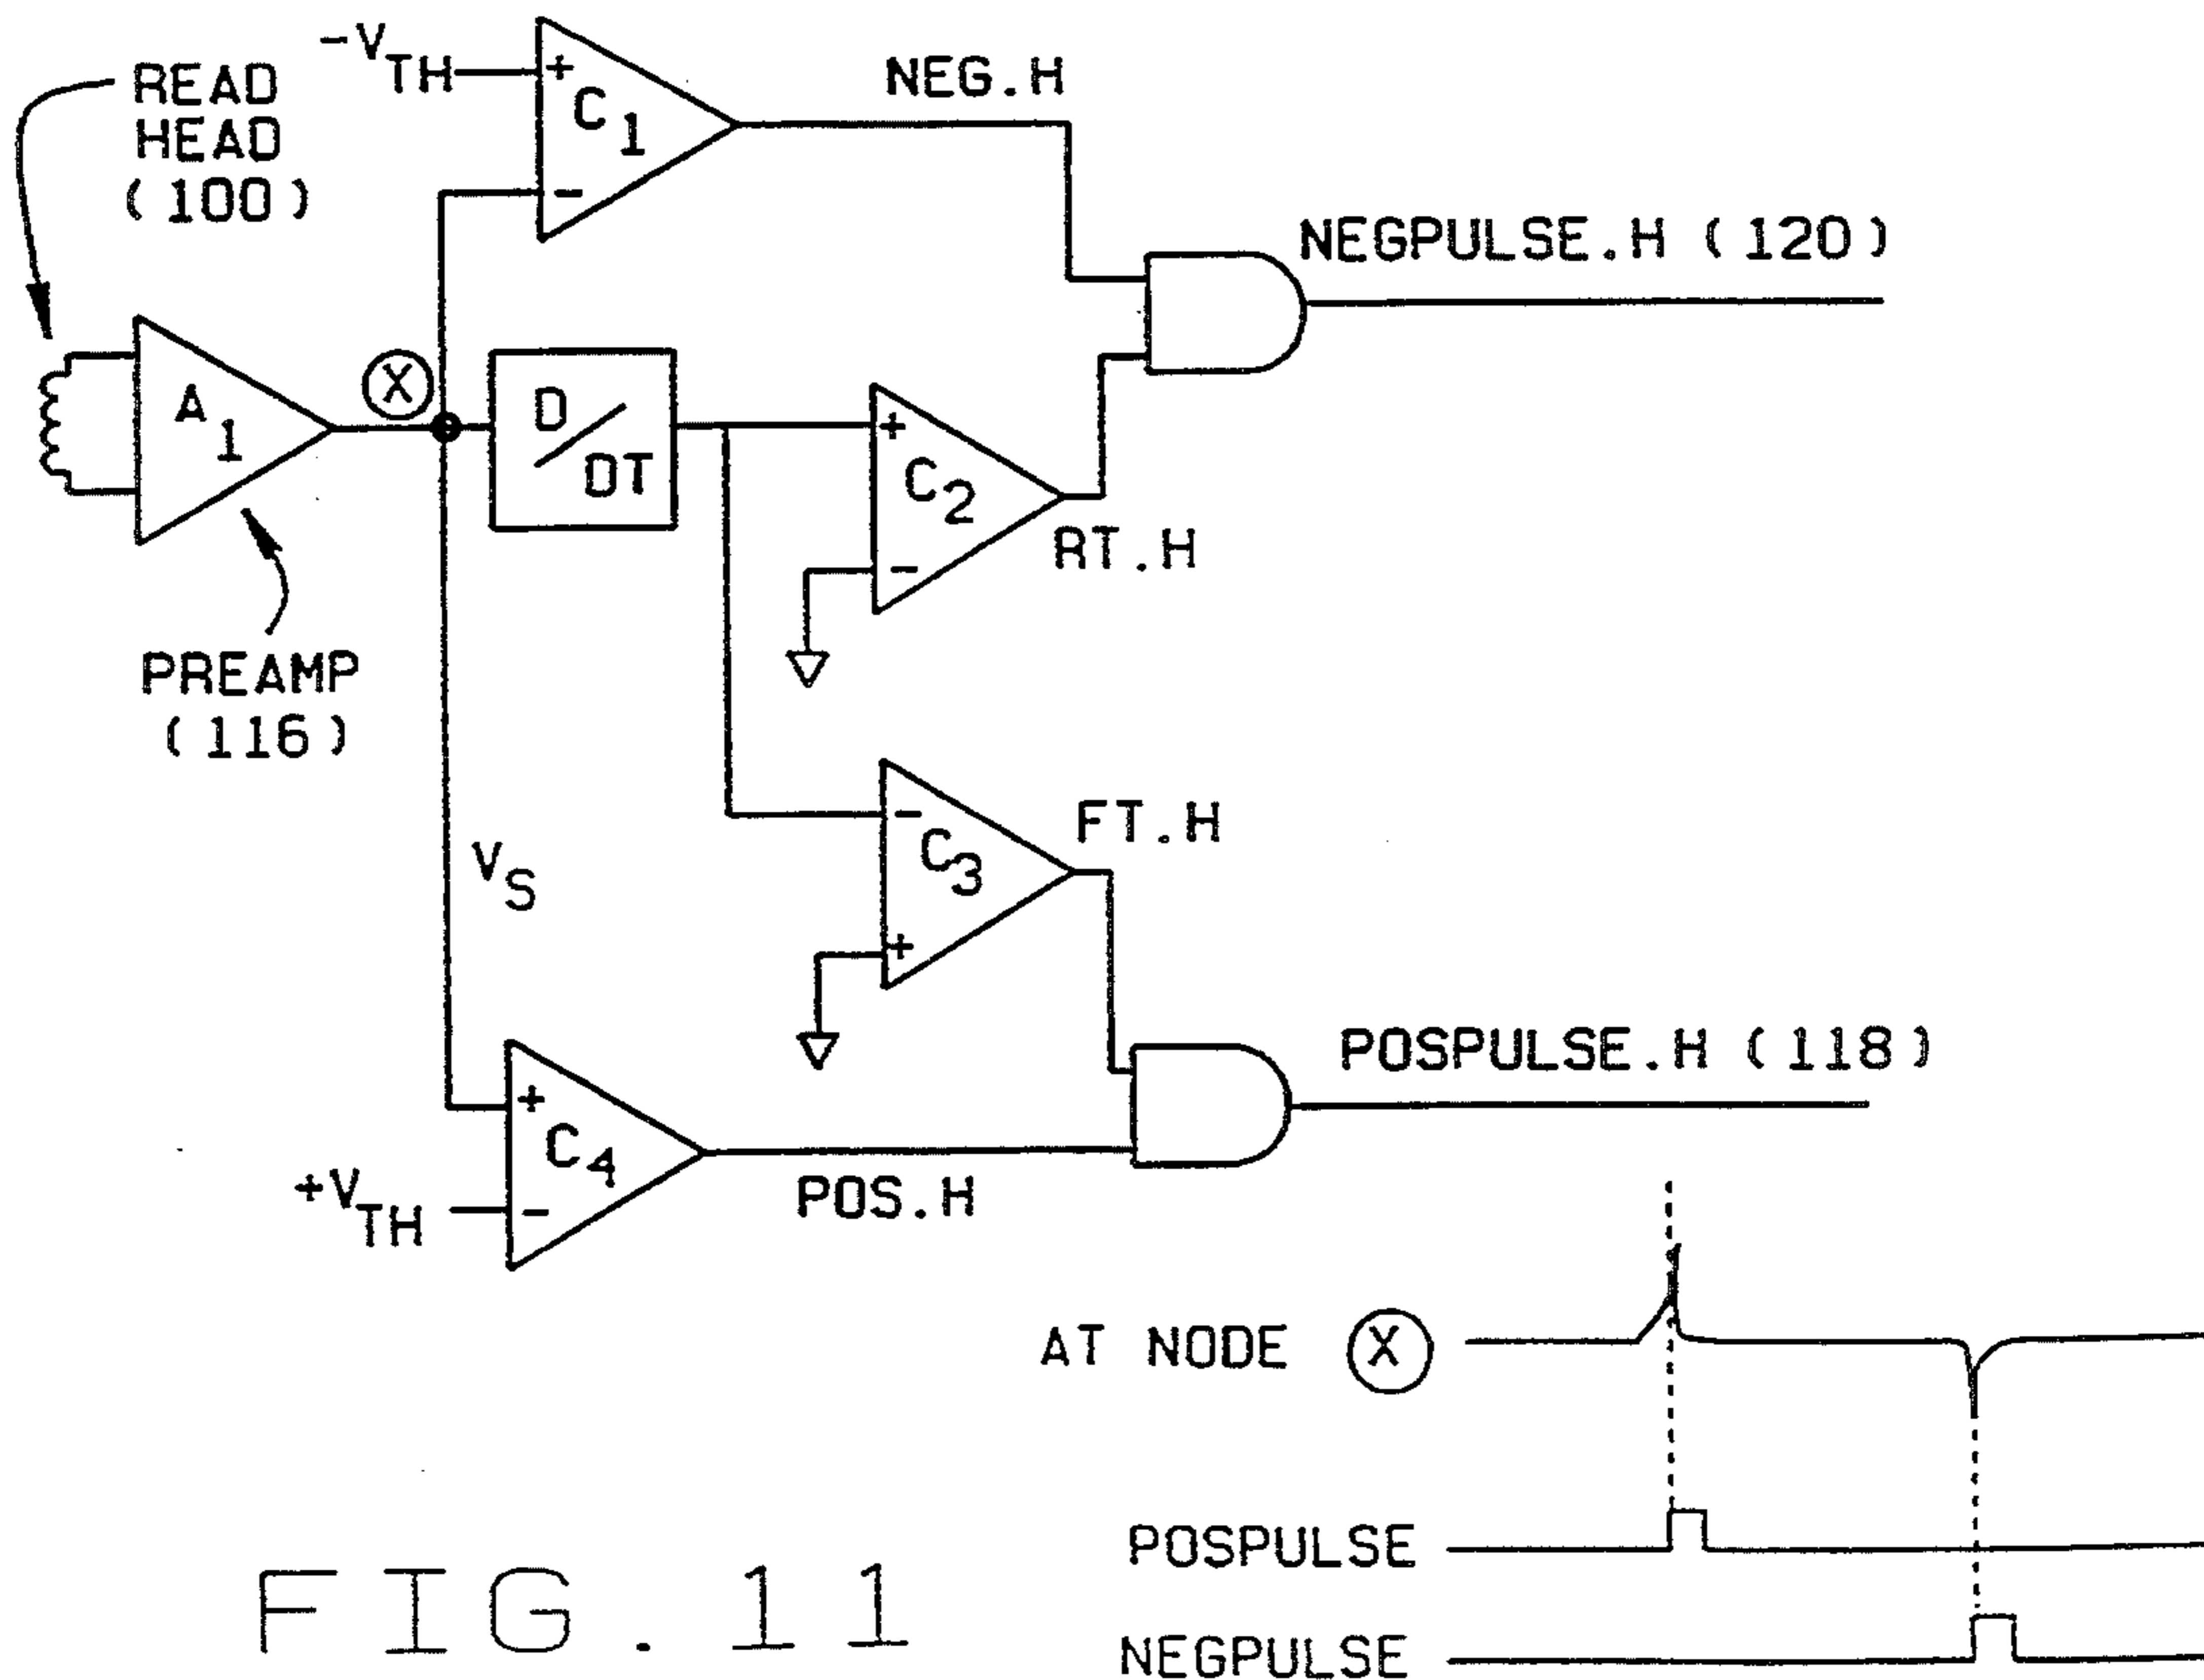 -VTH
+
C1
-
NEG.H
READ
HEAD
(100)
NEGPULSE.H (120)
A1
X
D/DT
+
C2
-
RT.H
PREAMP
(116)
-
C3
+
FT.H
VS
POSPULSE.H (118)
+
C4
-
+VTH
POS.H
AT NODE X
POSPULSE
NEGPULSE
FIG. 11